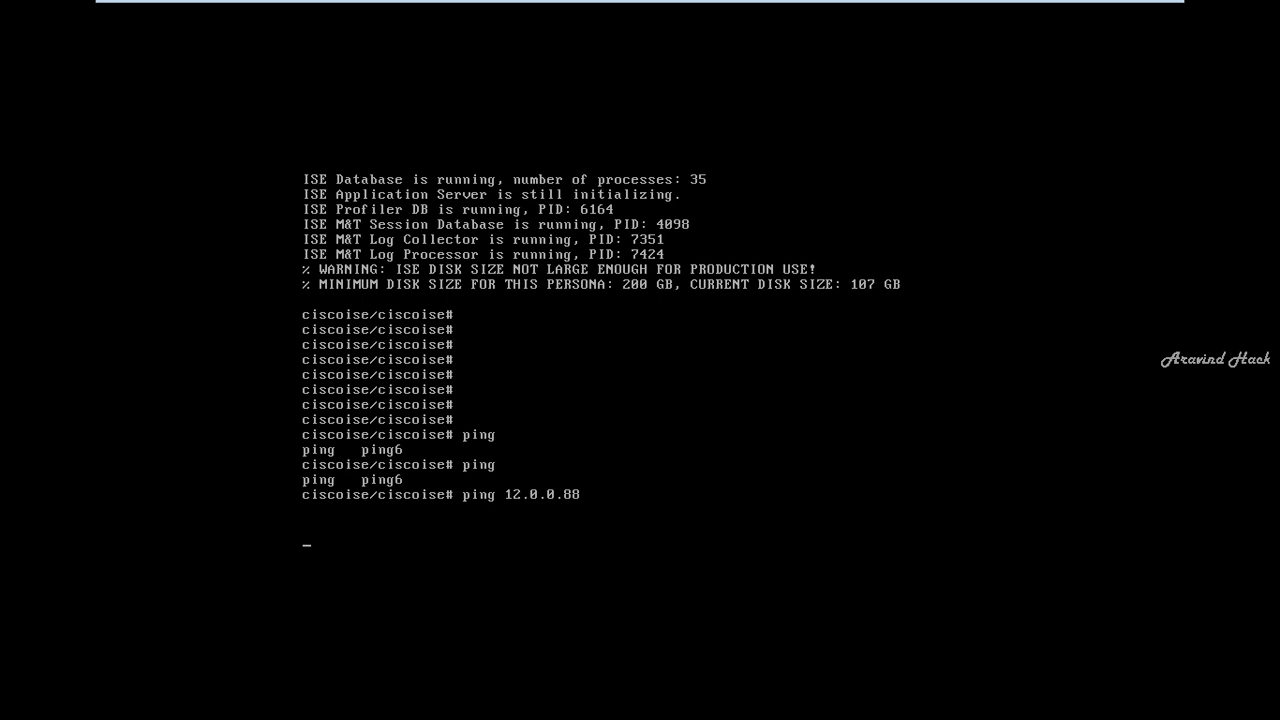 ISE Database is running, number of processes: 35
ISE Application Server is still initializing.
ISE Profiler DB is running, PID: 6164
ISE M&T Session Database is running, PID: 4098
ISE M&T Log Collector is running, PID: 7351
ISE M&T Log Processor is running, PID: 7424
% WARNING: ISE DISK SIZE NOT LARGE ENOUGH FOR PRODUCTION USE!
% MINIMUM DISK SIZE FOR THIS PERSONA: 200 GB, CURRENT DISK SIZE: 107 GB
ciscoise/ciscoise#
ciscoise/ciscoise#
ciscoise/ciscoise#
ciscoise/ciscoise#
ciscoise/ciscoise#
ciscoise/ciscoise#
ciscoise/ciscoise#
ciscoise/ciscoise#
ciscoise/ciscoise# ping
ping ping6
ciscoise/ciscoise# ping
ping ping6
ciscoise/ciscoise# ping 12.0.0.88
_
Aravind Hack